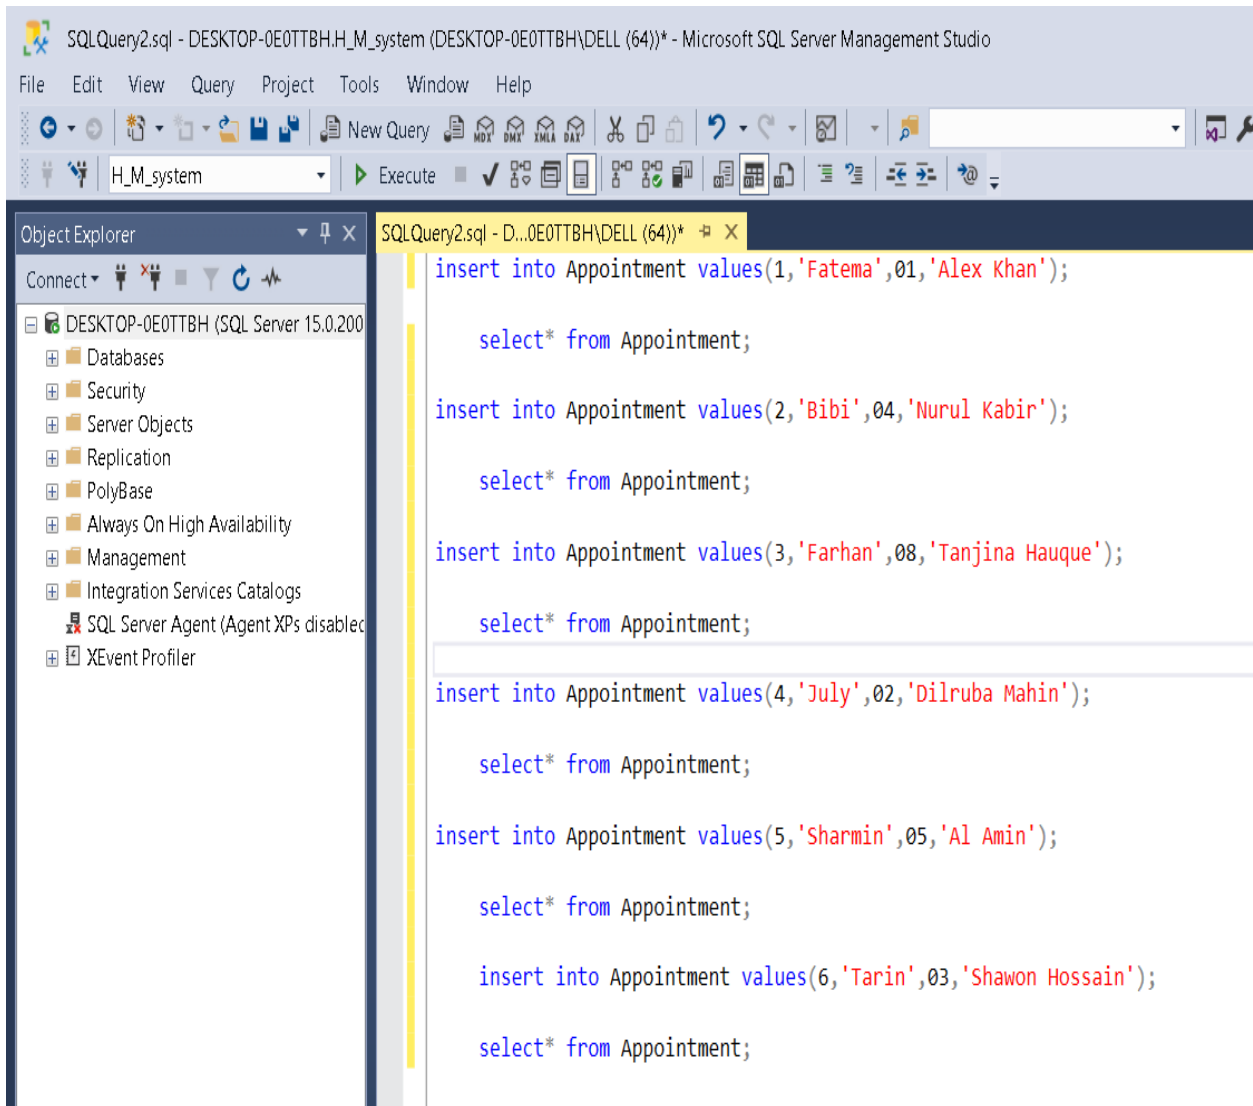 SQLQuery2.sql - DESKTOP-0E0TTBH.H_M_system (DESKTOP-0E0TTBH\DELL (64))* - Microsoft SQL Server Management Studio
File Edit View Query Project Tools Window Help
New Query MDX DMX XMLA DAX
H_M_system Execute
Object Explorer
SQLQuery2.sql - D...0E0TTBH\DELL (64))*
Connect
DESKTOP-0E0TTBH (SQL Server 15.0.200
Databases
Security
Server Objects
Replication
PolyBase
Always On High Availability
Management
Integration Services Catalogs
SQL Server Agent (Agent XPs disabled
XEvent Profiler
insert into Appointment values(1,'Fatema',01,'Alex Khan');
select* from Appointment;
insert into Appointment values(2,'Bibi',04,'Nurul Kabir');
select* from Appointment;
insert into Appointment values(3,'Farhan',08,'Tanjina Hauque');
select* from Appointment;
insert into Appointment values(4,'July',02,'Dilruba Mahin');
select* from Appointment;
insert into Appointment values(5,'Sharmin',05,'Al Amin');
select* from Appointment;
insert into Appointment values(6,'Tarin',03,'Shawon Hossain');
select* from Appointment;